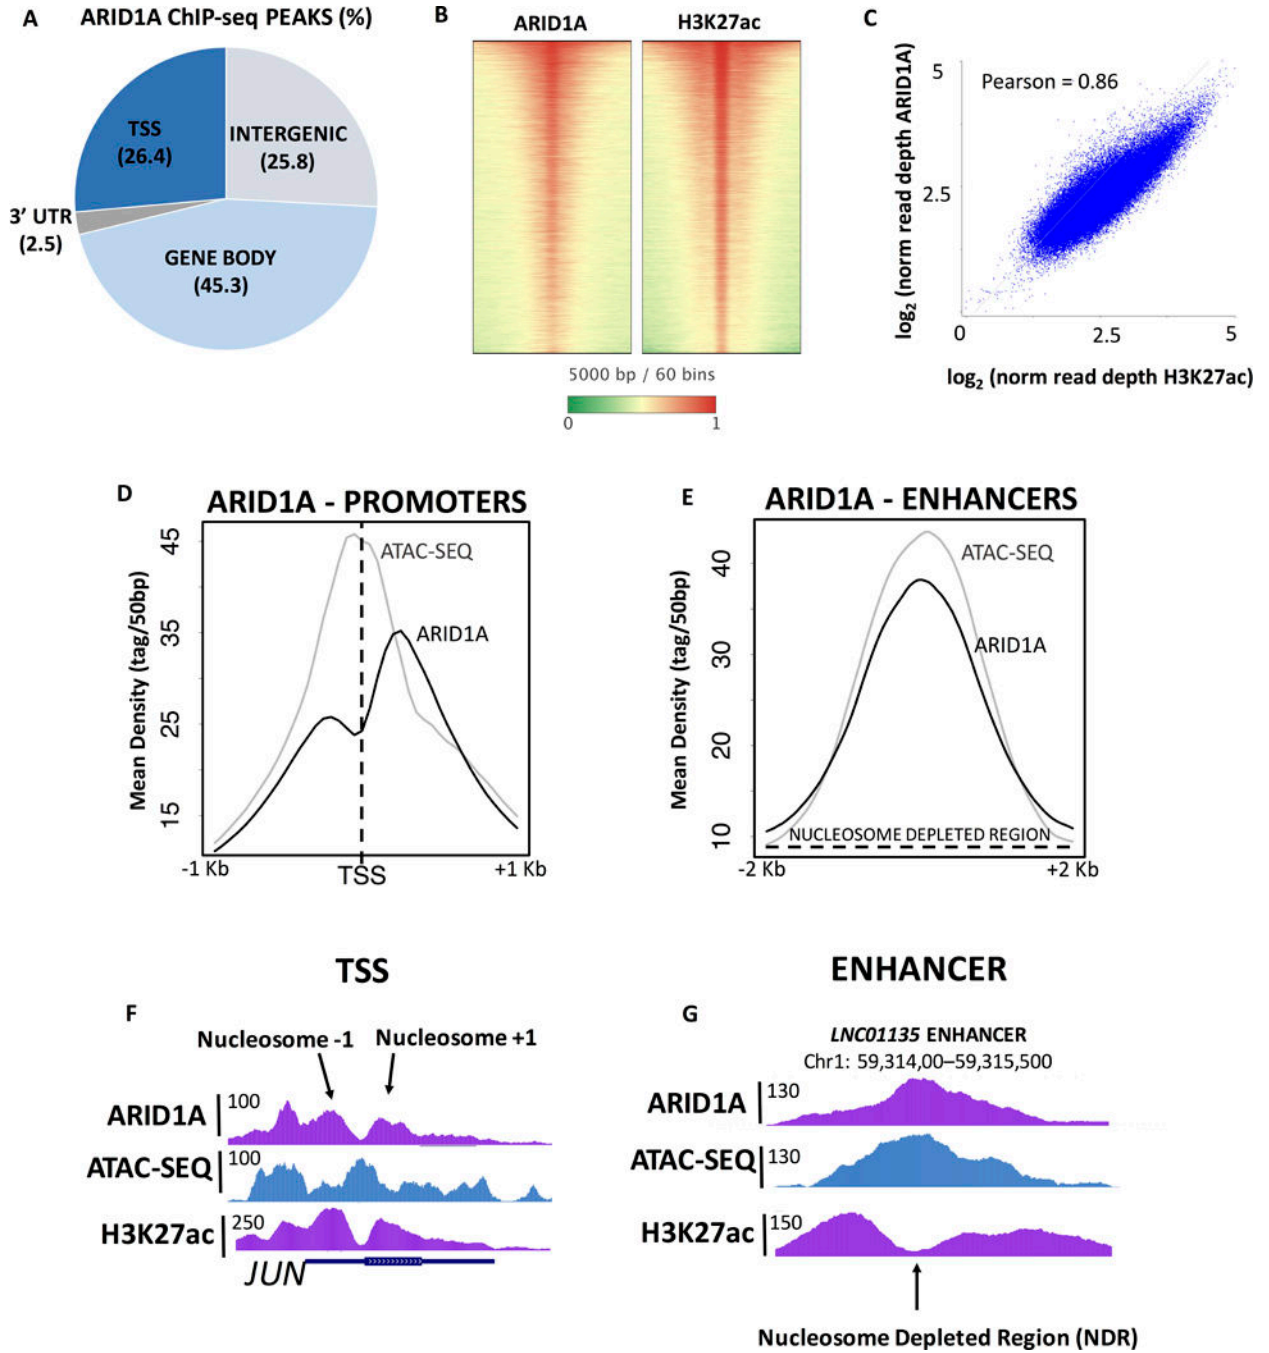 A
ARID1A ChIP-seq PEAKS (%)
TSS
(26.4)
INTERGENIC
(25.8)
3’ UTR
(2.5)
GENE BODY
(45.3)
B
ARID1A
H3K27ac
5000 bp / 60 bins
0
1
C
Pearson = 0.86
5
2.5
0
2.5
5
log₂ (norm read depth ARID1A)
log₂ (norm read depth H3K27ac)
D
ARID1A - PROMOTERS
ATAC-SEQ
ARID1A
45
35
25
15
Mean Density (tag/50bp)
-1 Kb
TSS
+1 Kb
E
ARID1A - ENHANCERS
ATAC-SEQ
ARID1A
40
30
20
10
Mean Density (tag/50bp)
NUCLEOSOME DEPLETED REGION
-2 Kb
+2 Kb
TSS
F
Nucleosome -1
Nucleosome +1
ARID1A
100
ATAC-SEQ
100
H3K27ac
250
JUN
ENHANCER
G
LNC01135 ENHANCER
Chr1: 59,314,00–59,315,500
ARID1A
130
ATAC-SEQ
130
H3K27ac
150
Nucleosome Depleted Region (NDR)